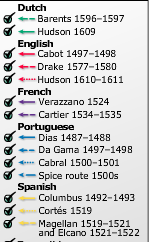 Dutch
Barents 1596–1597
Hudson 1609
English
Cabot 1497–1498
Drake 1577–1580
Hudson 1610–1611
French
Verazzano 1524
Cartier 1534–1535
Portuguese
Dias 1487–1488
Da Gama 1497–1498
Cabral 1500–1501
Spice route 1500s
Spanish
Columbus 1492–1493
Cortés 1519
Magellan 1519–1521
and Elcano 1521–1522